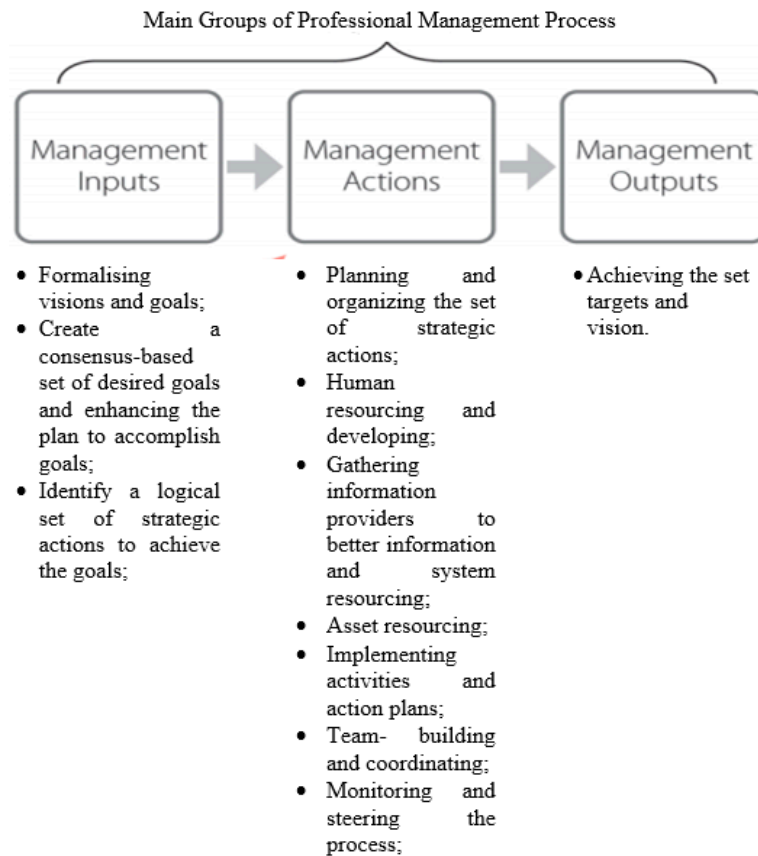 Main Groups of Professional Management Process
Management
Inputs
Management
Actions
Management
Outputs
• Formalising
visions and goals;
• Create a
consensus-based
set of desired goals
and enhancing the
plan to accomplish
goals;
• Identify a logical
set of strategic
actions to achieve
the goals;
• Planning and
organizing the set
of strategic
actions;
• Human
resourcing and
developing;
• Gathering
information
providers to
better information
and system
resourcing;
• Asset resourcing;
• Implementing
activities and
action plans;
• Team- building
and coordinating;
• Monitoring and
steering the
process;
• Achieving the set
targets and
vision.